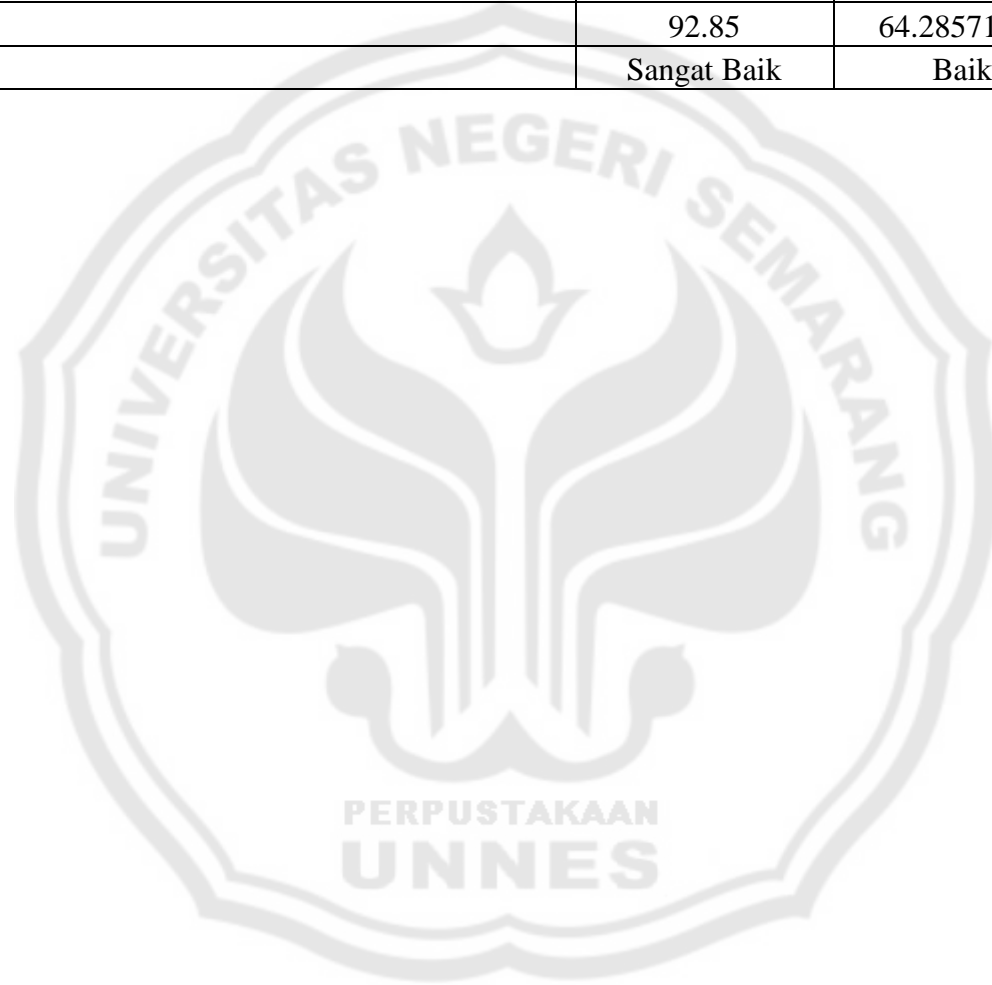 92.85 64.28571
Sangat Baik Baik
UNIVERSITAS NEGERI SEMARANG
PERPUSTAKAAN
UNNES